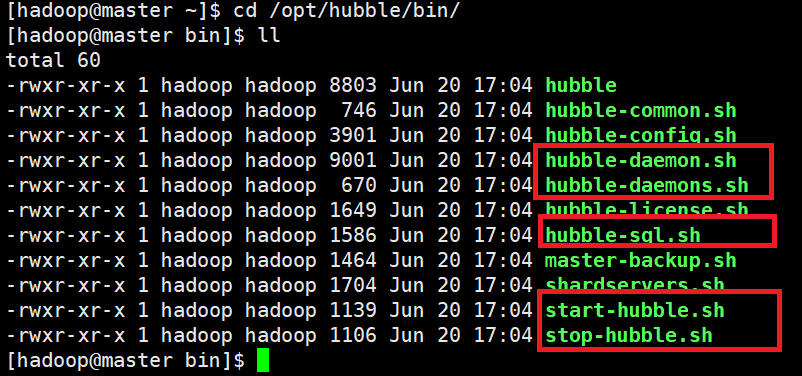 [hadoop@master ~]$ cd /opt/hubble/bin/
[hadoop@master bin]$ ll
total 60
-rwxr-xr-x 1 hadoop hadoop 8803 Jun 20 17:04 hubble
-rwxr-xr-x 1 hadoop hadoop  746 Jun 20 17:04 hubble-common.sh
-rwxr-xr-x 1 hadoop hadoop 3901 Jun 20 17:04 hubble-config.sh
-rwxr-xr-x 1 hadoop hadoop 9001 Jun 20 17:04 hubble-daemon.sh
-rwxr-xr-x 1 hadoop hadoop  670 Jun 20 17:04 hubble-daemons.sh
-rwxr-xr-x 1 hadoop hadoop 1649 Jun 20 17:04 hubble-license.sh
-rwxr-xr-x 1 hadoop hadoop 1586 Jun 20 17:04 hubble-sql.sh
-rwxr-xr-x 1 hadoop hadoop 1464 Jun 20 17:04 master-backup.sh
-rwxr-xr-x 1 hadoop hadoop 1704 Jun 20 17:04 shardservers.sh
-rwxr-xr-x 1 hadoop hadoop 1139 Jun 20 17:04 start-hubble.sh
-rwxr-xr-x 1 hadoop hadoop 1106 Jun 20 17:04 stop-hubble.sh
[hadoop@master bin]$